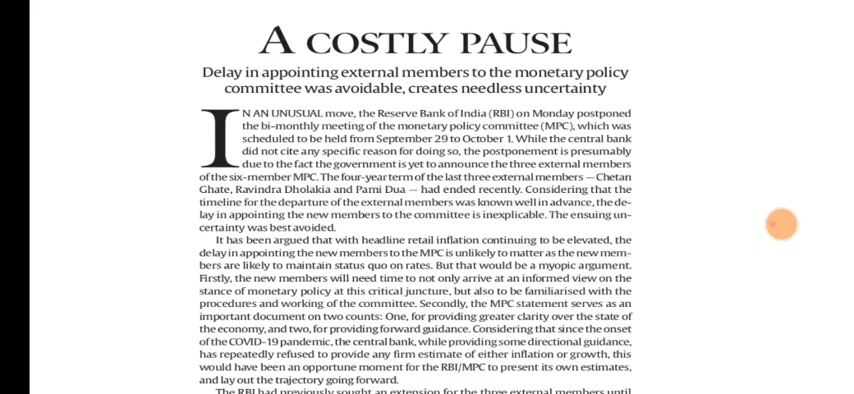 A COSTLY PAUSE
Delay in appointing external members to the monetary policy
committee was avoidable, creates needless uncertainty
IN AN UNUSUAL move, the Reserve Bank of India (RBI) on Monday postponed
the bi-monthly meeting of the monetary policy committee (MPC), which was
scheduled to be held from September 29 to October 1. While the central bank
did not cite any specific reason for doing so, the postponement is presumably
due to the fact the government is yet to announce the three external members
of the six-member MPC. The four-year term of the last three external members — Chetan
Ghate, Ravindra Dholakia and Pami Dua — had ended recently. Considering that the
timeline for the departure of the external members was known well in advance, the de-
lay in appointing the new members to the committee is inexplicable. The ensuing un-
certainty was best avoided.
It has been argued that with headline retail inflation continuing to be elevated, the
delay in appointing the new members to the MPC is unlikely to matter as the new mem-
bers are likely to maintain status quo on rates. But that would be a myopic argument.
Firstly, the new members will need time to not only arrive at an informed view on the
stance of monetary policy at this critical juncture, but also to be familiarised with the
procedures and working of the committee. Secondly, the MPC statement serves as an
important document on two counts: One, for providing greater clarity over the state of
the economy, and two, for providing forward guidance. Considering that since the onset
of the COVID-19 pandemic, the central bank, while providing some directional guidance,
has repeatedly refused to provide any firm estimate of either inflation or growth, this
would have been an opportune moment for the RBI/MPC to present its own estimates,
and lay out the trajectory going forward.
The RBI had previously sought an extension for the three external members until